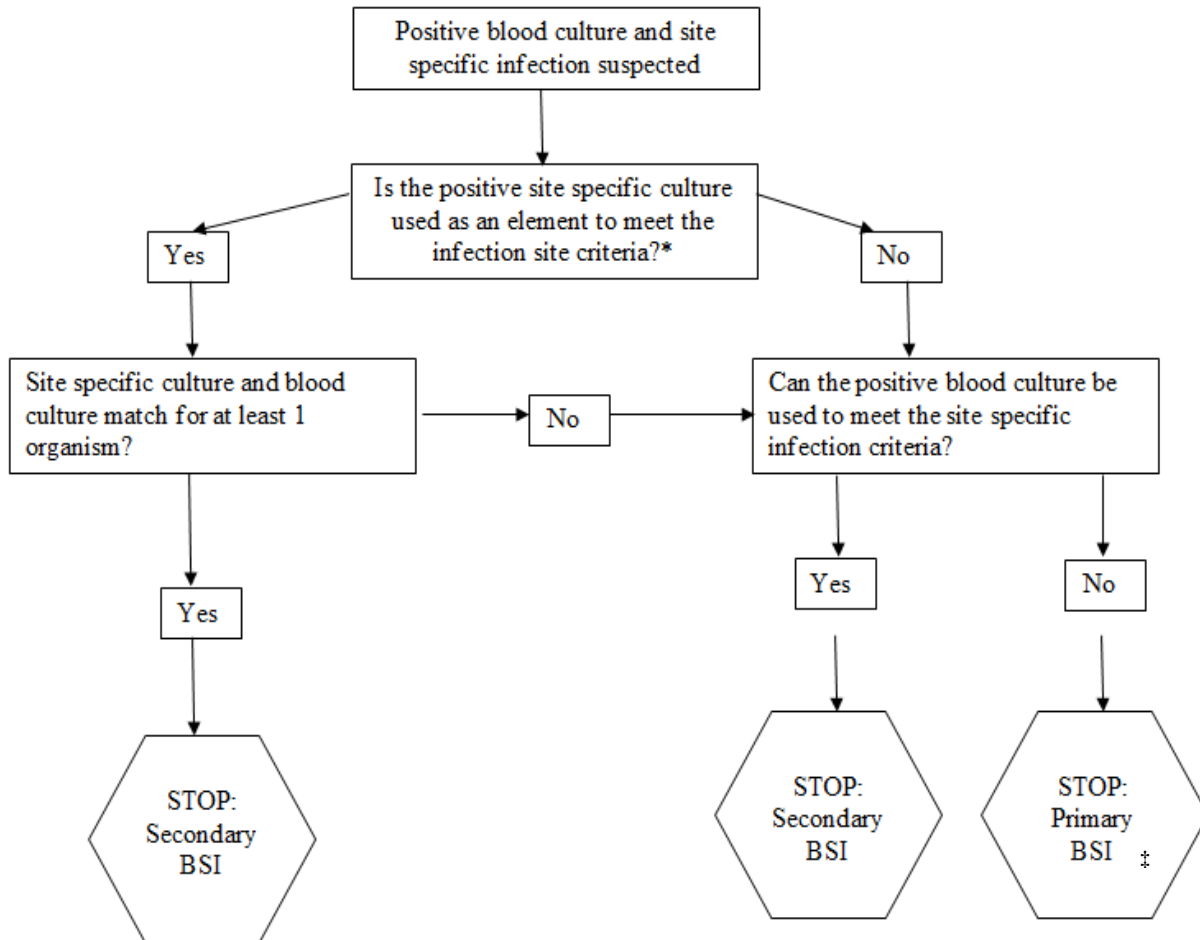 Positive blood culture and site
specific infection suspected
Is the positive site specific culture
used as an element to meet the
infection site criteria?*
Yes
No
Site specific culture and blood
culture match for at least 1
organism?
No
Can the positive blood culture be
used to meet the site specific
infection criteria?
Yes
Yes
No
STOP:
Secondary
BSI
STOP:
Secondary
BSI
STOP:
Primary
BSI ‡